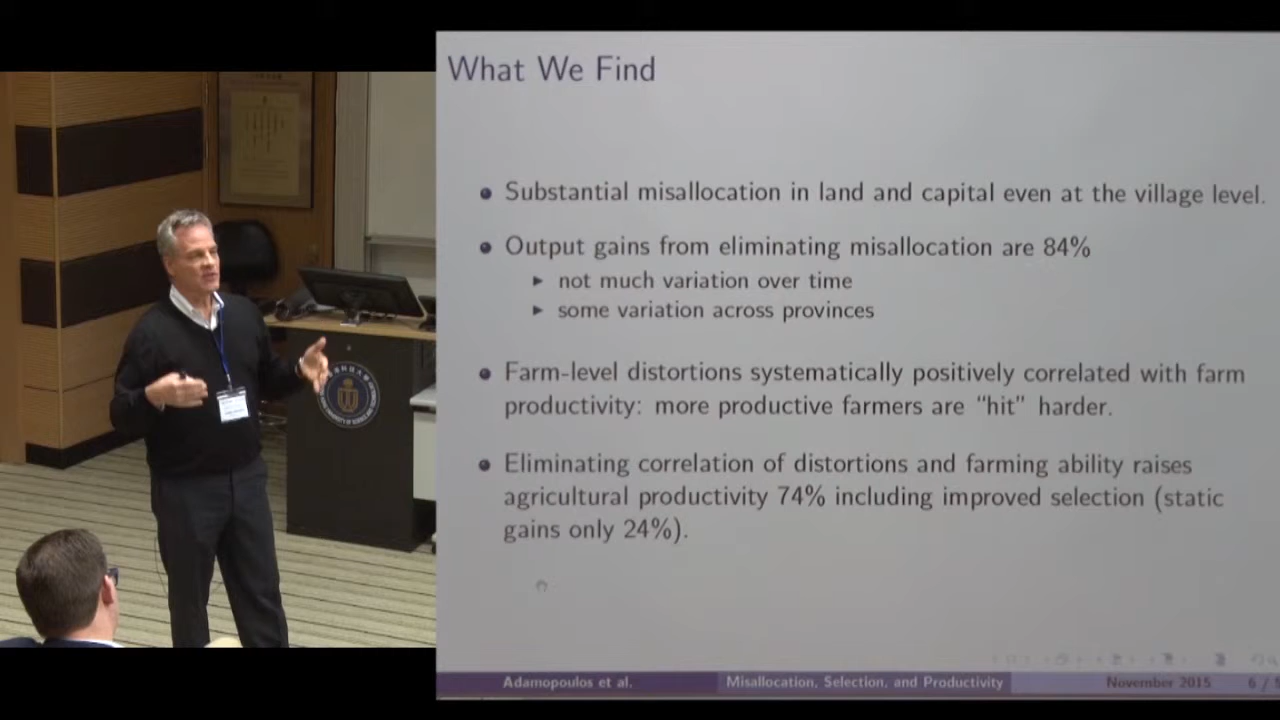 What We Find
Substantial misallocation in land and capital even at the village level.
Output gains from eliminating misallocation are 84%
not much variation over time
some variation across provinces
Farm-level distortions systematically positively correlated with farm
productivity: more productive farmers are “hit” harder.
Eliminating correlation of distortions and farming ability raises
agricultural productivity 74% including improved selection (static
gains only 24%).
Adamopoulos et al. Misallocation, Selection, and Productivity November 2015 6 /